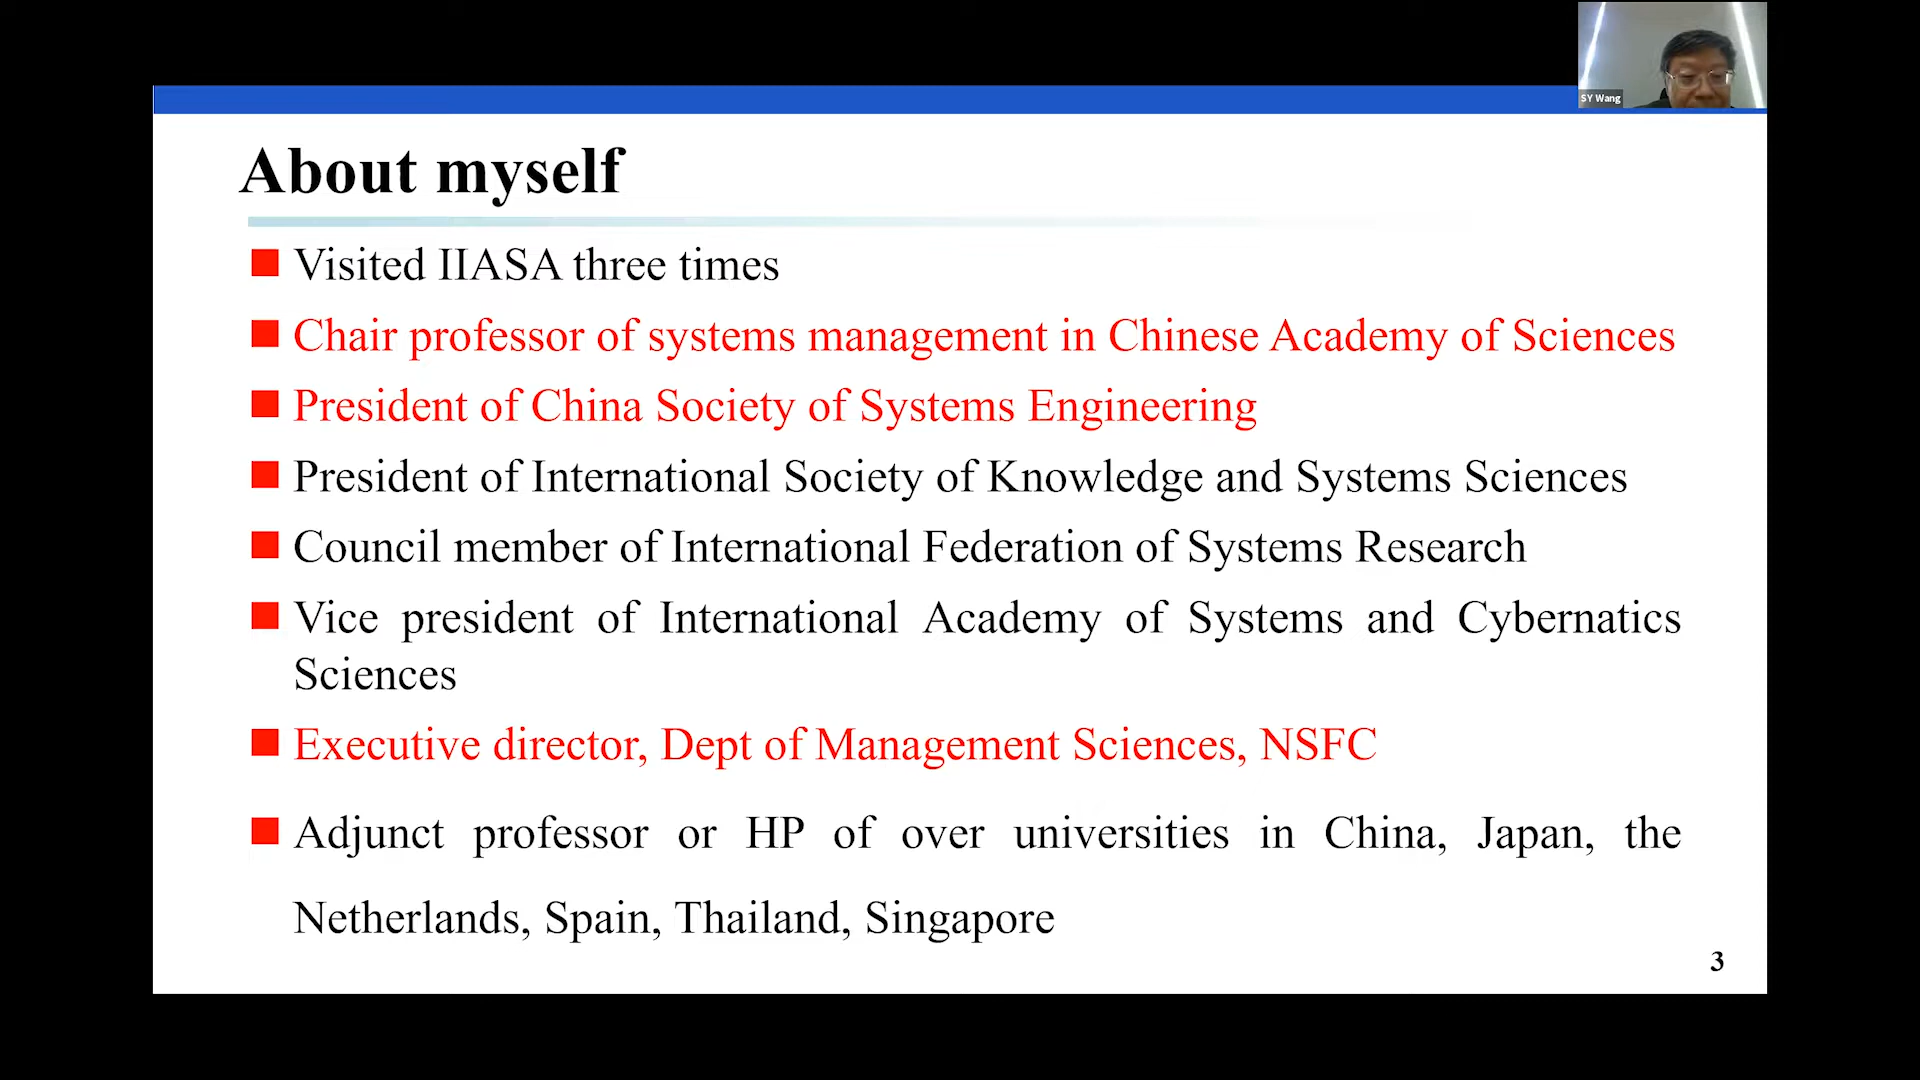 SY Wang
About myself
Visited IIASA three times
Chair professor of systems management in Chinese Academy of Sciences
President of China Society of Systems Engineering
President of International Society of Knowledge and Systems Sciences
Council member of International Federation of Systems Research
Vice president of International Academy of Systems and Cybernatics
Sciences
Executive director, Dept of Management Sciences, NSFC
Adjunct professor or HP of over universities in China, Japan, the
Netherlands, Spain, Thailand, Singapore
3